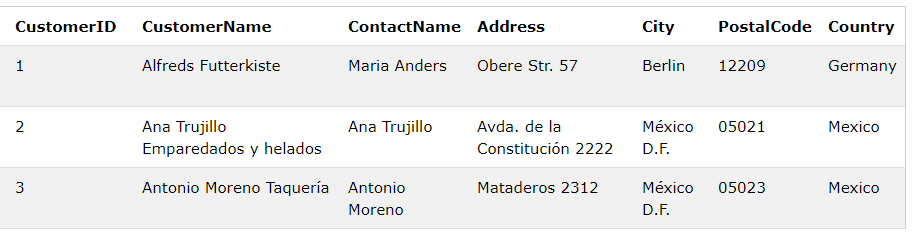 CustomerID CustomerName ContactName Address City PostalCode Country
1 Alfreds Futterkiste Maria Anders Obere Str. 57 Berlin 12209 Germany
2 Ana Trujillo Ana Trujillo Avda. de la México 05021 Mexico
Emparedados y helados Constitución 2222 D.F.
3 Antonio Moreno Taquería Antonio Mataderos 2312 México 05023 Mexico
Moreno D.F.